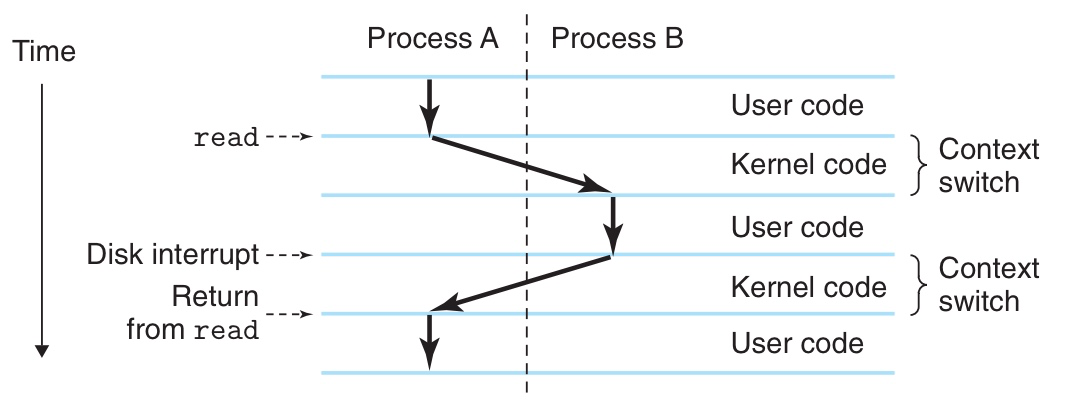 Process A
Process B
Time
User code
read
Kernel code
Context
switch
User code
Disk interrupt
Kernel code
Context
switch
Return
from read
User code